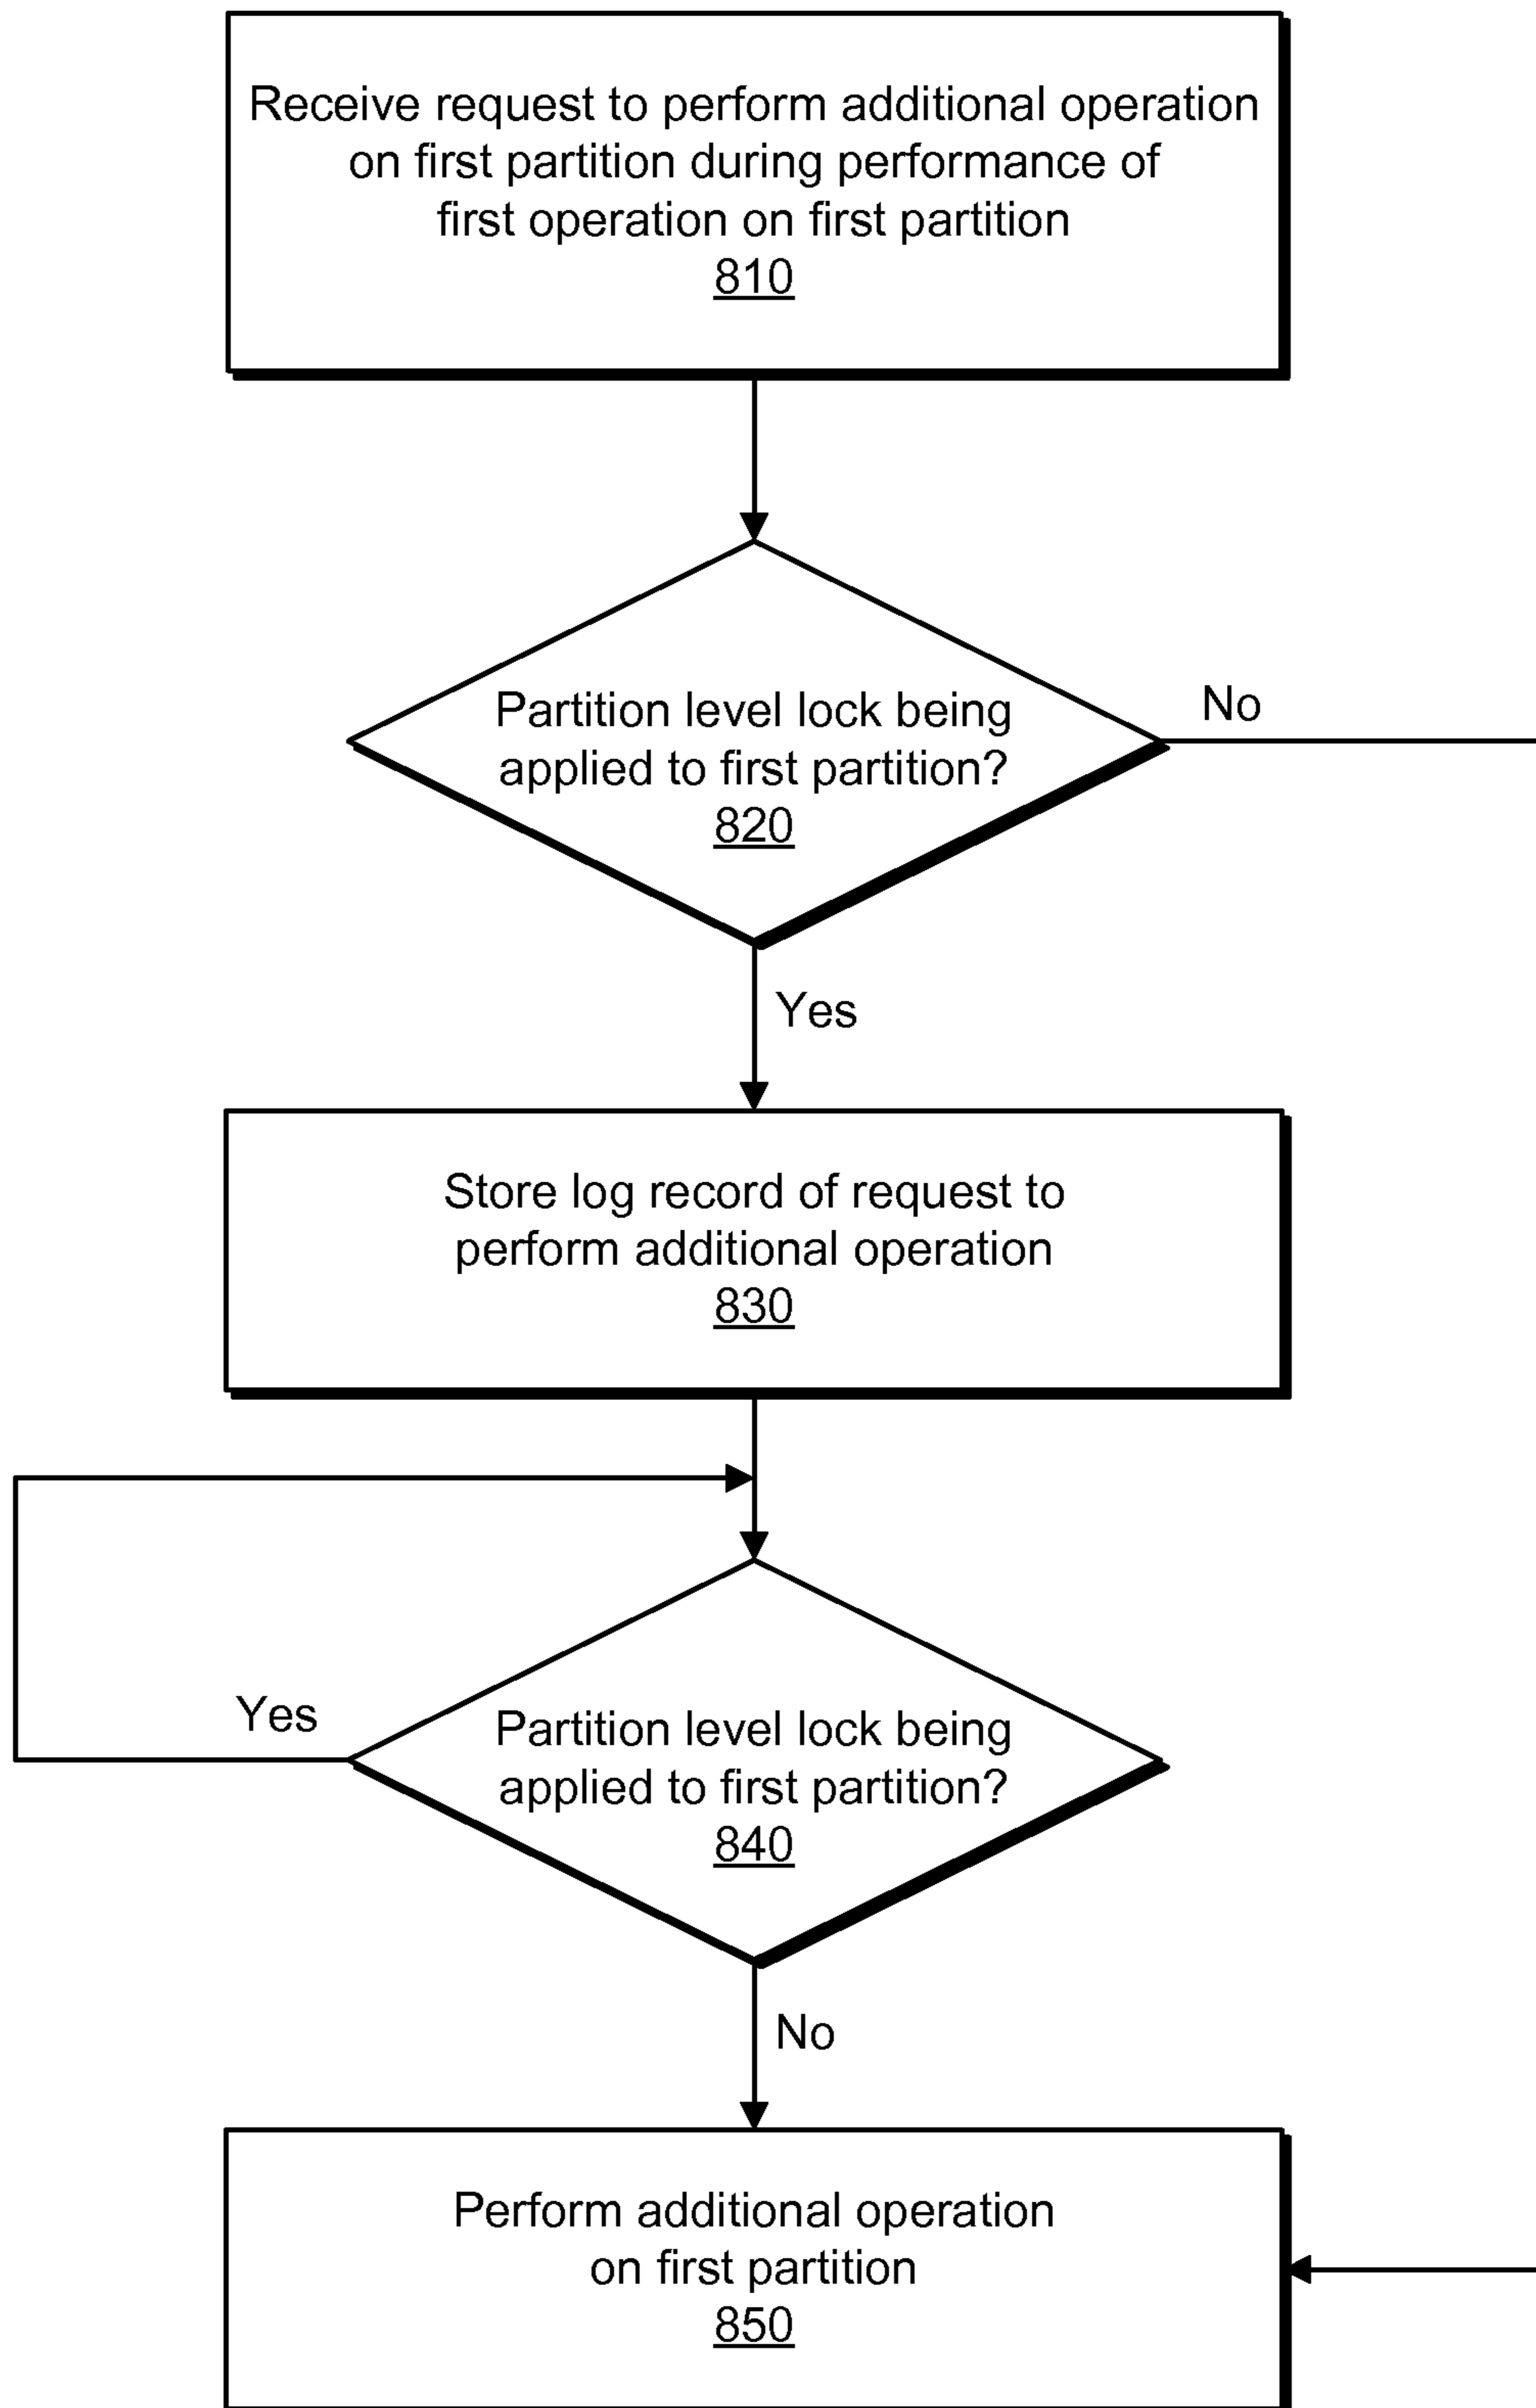 Receive request to perform additional operation
on first partition during performance of
first operation on first partition
810
Partition level lock being
applied to first partition?
820
No
Yes
Store log record of request to
perform additional operation
830
Yes
Partition level lock being
applied to first partition?
840
No
Perform additional operation
on first partition
850